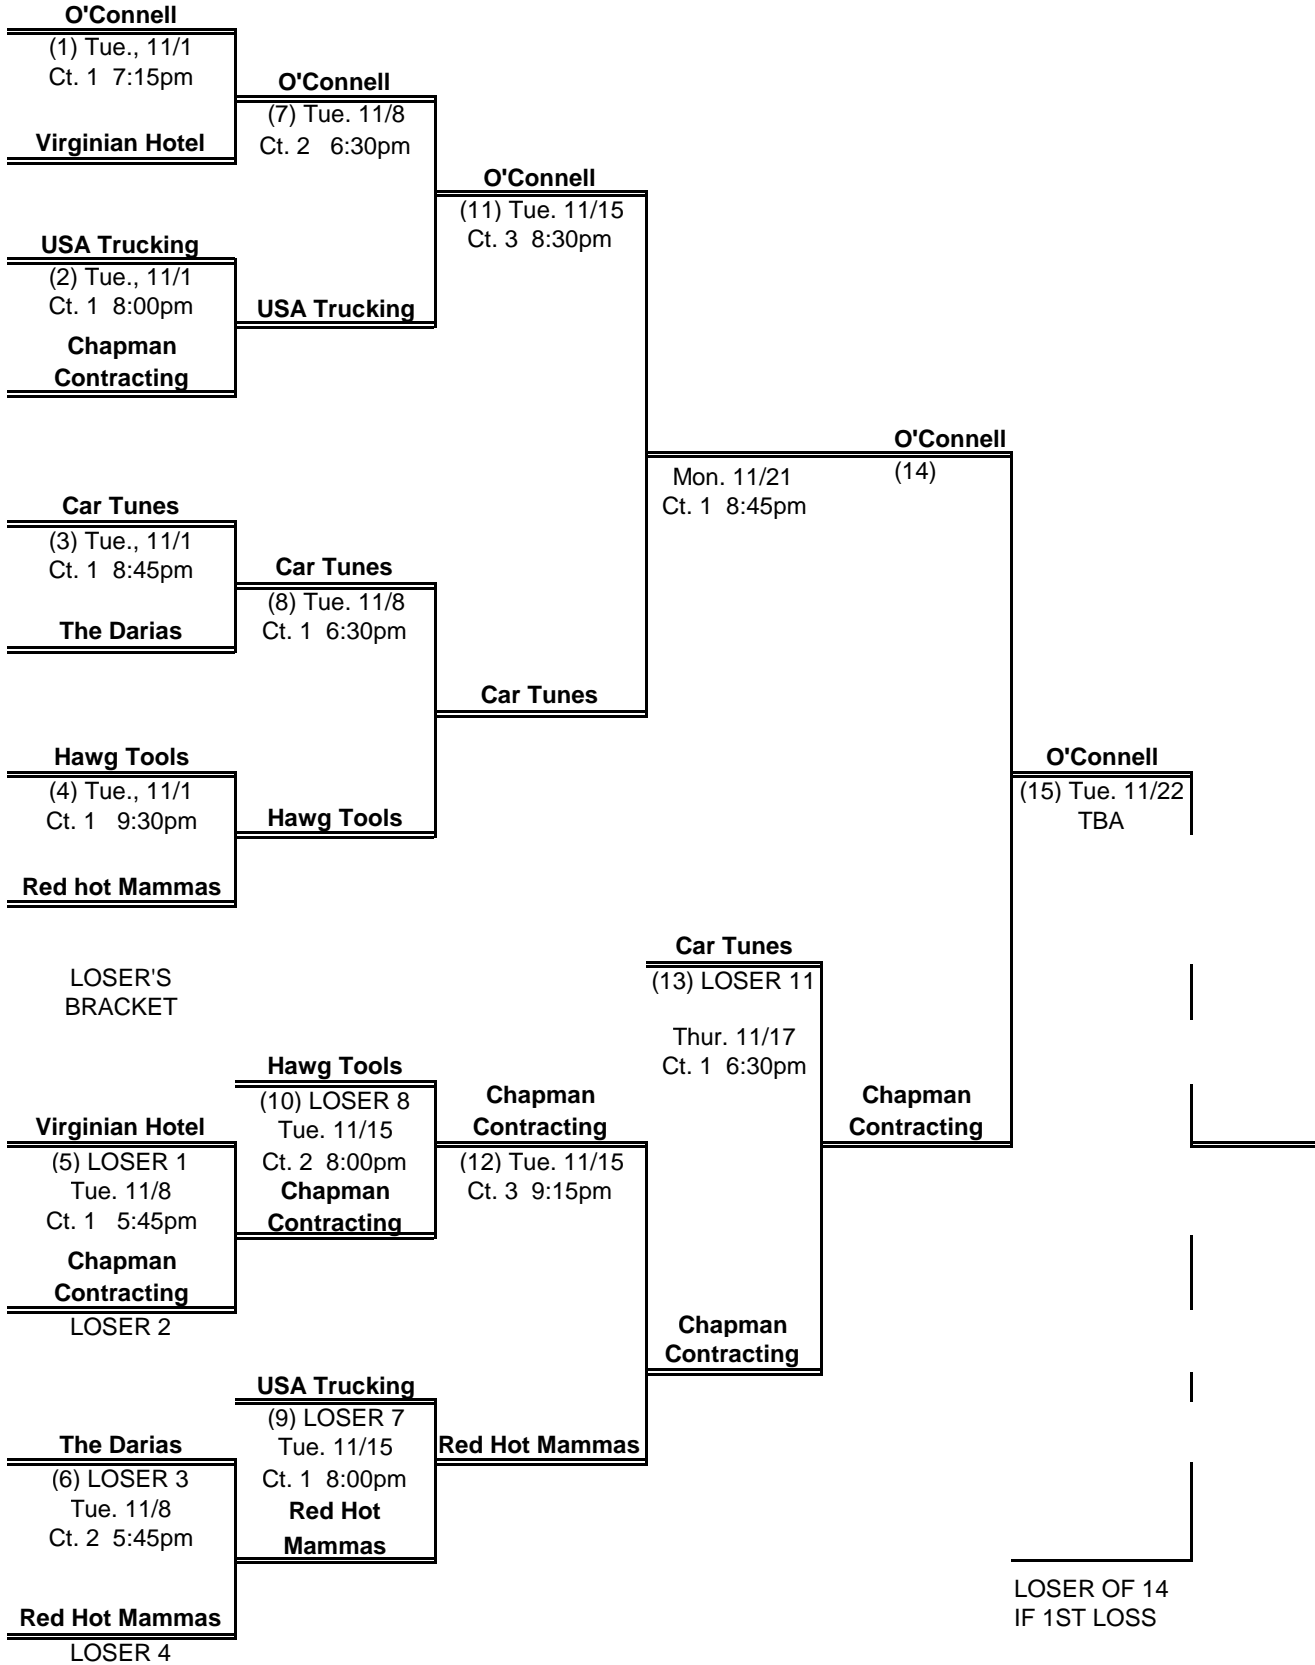 O'Connell
(1) Tue., 11/1
Ct. 1 7:15pm
Virginian Hotel
O'Connell
(7) Tue. 11/8
Ct. 2 6:30pm
USA Trucking
(2) Tue., 11/1
Ct. 1 8:00pm
Chapman
Contracting
USA Trucking
O'Connell
(11) Tue. 11/15
Ct. 3 8:30pm
Car Tunes
(3) Tue., 11/1
Ct. 1 8:45pm
The Darias
Car Tunes
(8) Tue. 11/8
Ct. 1 6:30pm
Hawg Tools
(4) Tue., 11/1
Ct. 1 9:30pm
Red hot Mammas
Hawg Tools
Car Tunes
O'Connell
Mon. 11/21
(14)
Ct. 1 8:45pm
O'Connell
(15) Tue. 11/22
TBA
LOSER'S
BRACKET
Virginian Hotel
(5) LOSER 1
Tue. 11/8
Ct. 1 5:45pm
Chapman
Contracting
LOSER 2
Hawg Tools
(10) LOSER 8
Tue. 11/15
Ct. 2 8:00pm
Chapman
Contracting
Chapman
Contracting
(12) Tue. 11/15
Ct. 3 9:15pm
The Darias
(6) LOSER 3
Tue. 11/8
Ct. 2 5:45pm
Red Hot Mammas
LOSER 4
USA Trucking
(9) LOSER 7
Tue. 11/15
Ct. 1 8:00pm
Red Hot
Mammas
Red Hot Mammas
Car Tunes
(13) LOSER 11
Thur. 11/17
Ct. 1 6:30pm
Chapman
Contracting
Chapman
Contracting
LOSER OF 14
IF 1ST LOSS